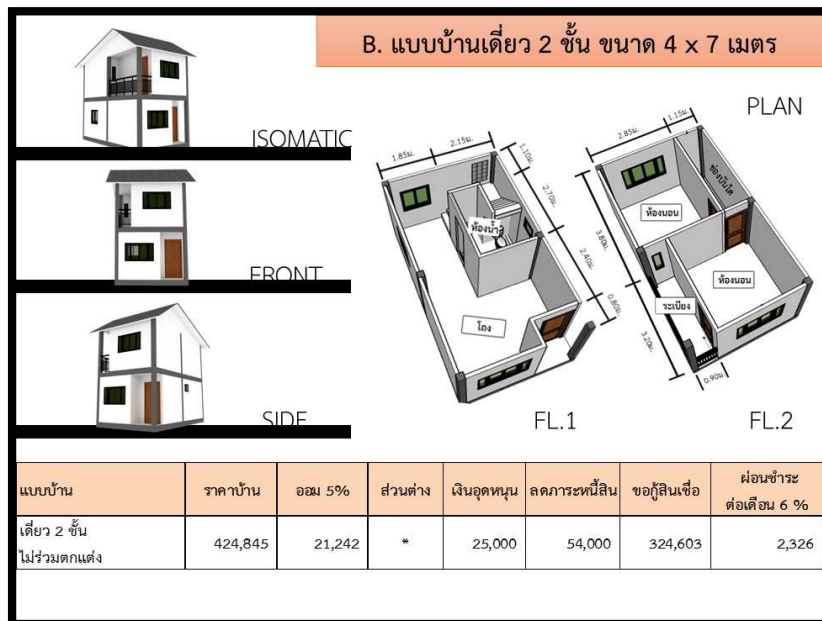 B. แบบบ้านเดี่ยว 2 ชั้น ขนาด 4 x 7 เมตร
ISOMATIC
FRONT
SIDE
PLAN
1.85ม.
2.15ม.
1.10ม.
2.70ม.
2.40ม.
0.80ม.
ห้องน้ำ
โถง
FL.1
2.85ม.
1.15ม.
3.80ม.
3.20ม.
0.90ม.
ช่องบันได
ห้องนอน
ห้องนอน
ระเบียง
FL.2
แบบบ้าน ราคาบ้าน ออม 5% ส่วนต่าง เงินอุดหนุน ลดภาระหนี้สิน ขอกู้สินเชื่อ ผ่อนชำระ
ต่อเดือน 6 %
เดี่ยว 2 ชั้น
ไม่ร่วมตกแต่ง 424,845 21,242 * 25,000 54,000 324,603 2,326